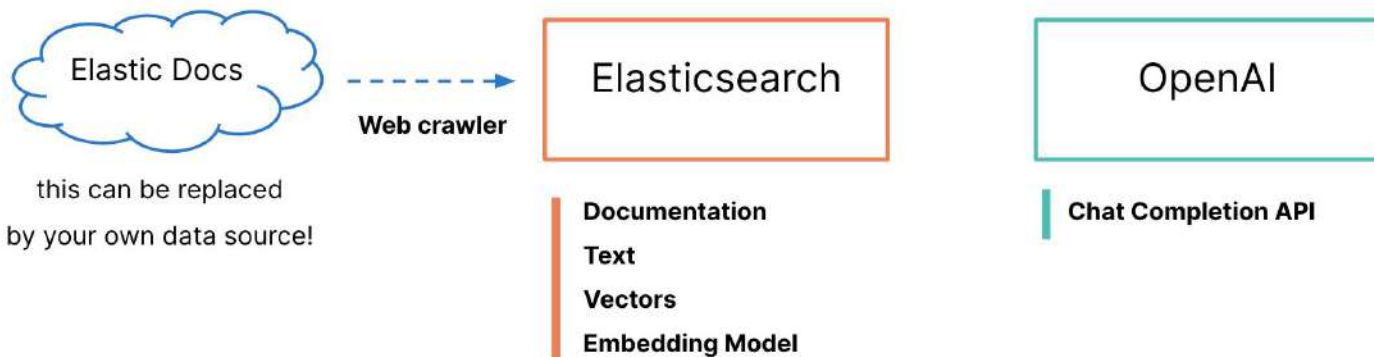 Elastic Docs
Web crawler
this can be replaced
by your own data source!
Elasticsearch
Documentation
Text
Vectors
Embedding Model
OpenAI
Chat Completion API